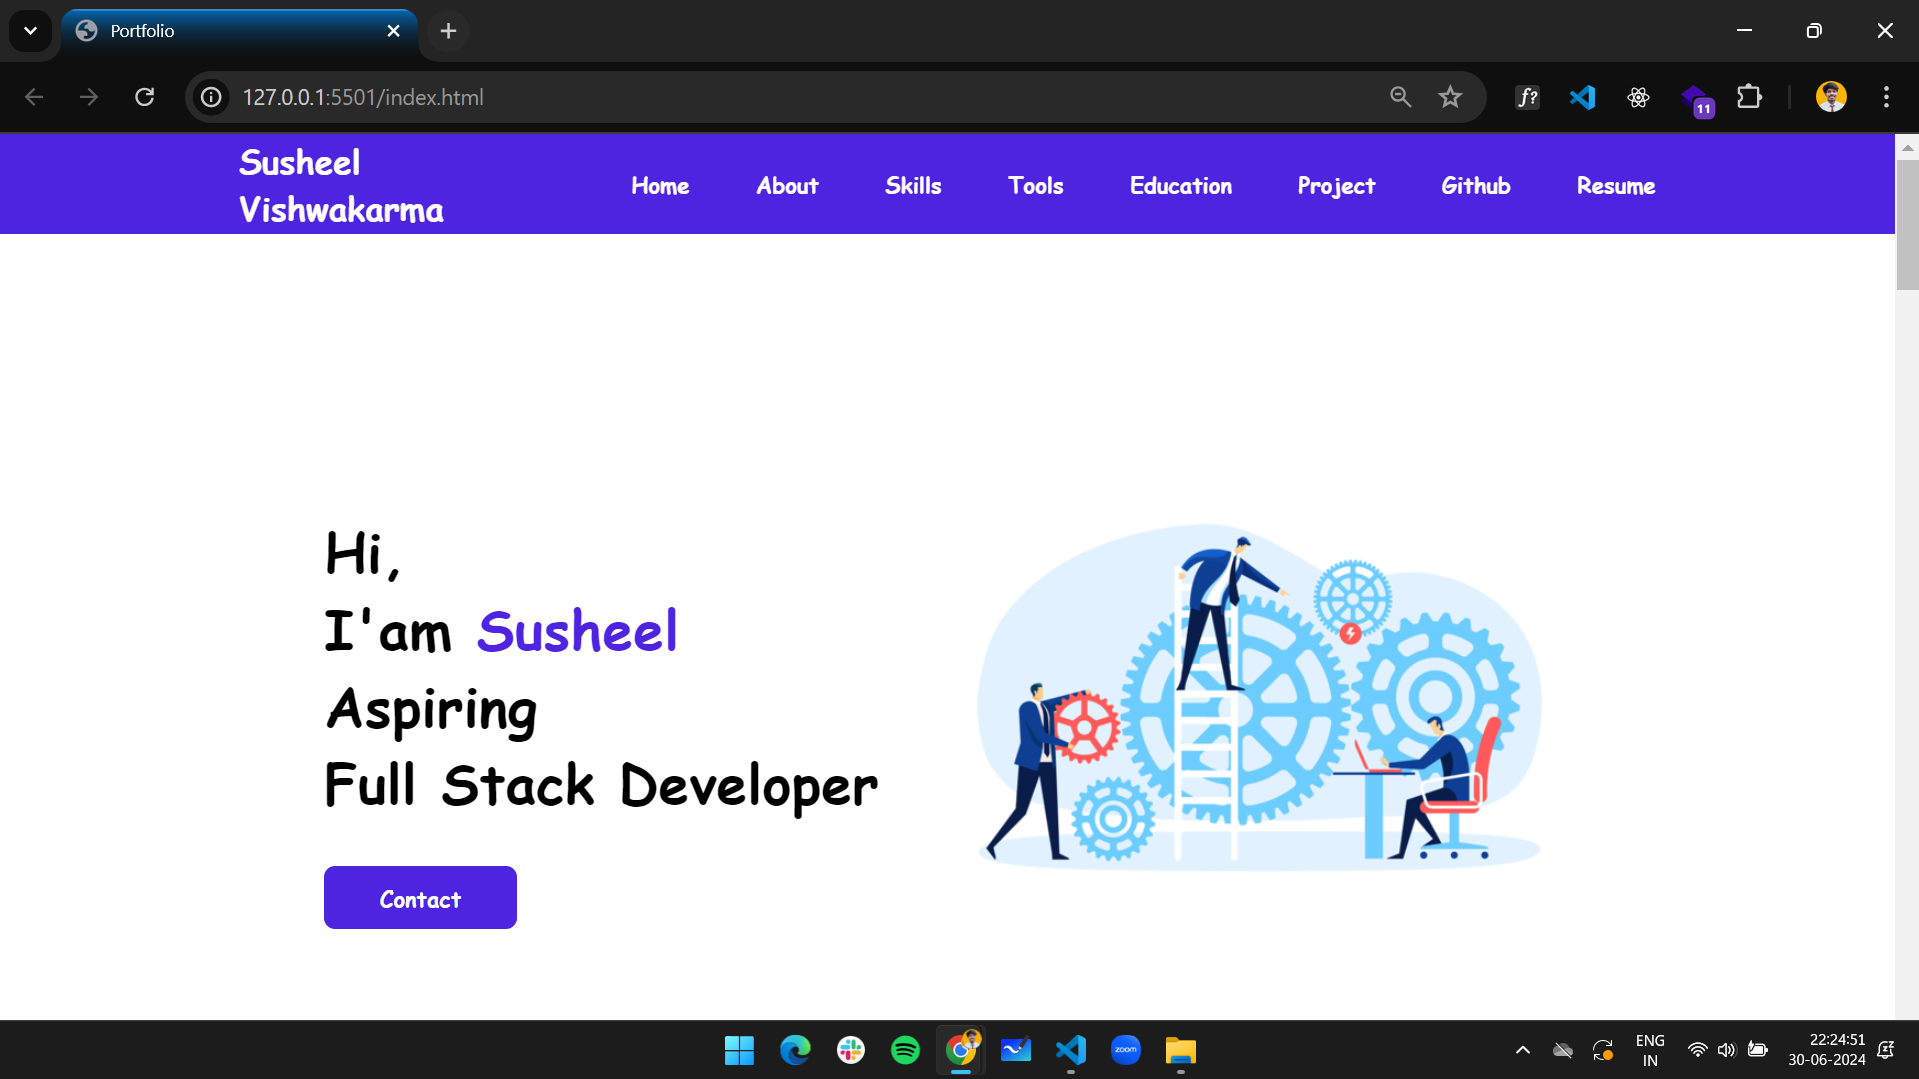 Portfolio
127.0.0.1:5501/index.html
f?
11
Susheel
Vishwakarma
Home About Skills Tools Education Project Github Resume
Hi,
I'am Susheel
Aspiring
Full Stack Developer
Contact
zoom
ENG
IN
22:24:51
30-06-2024